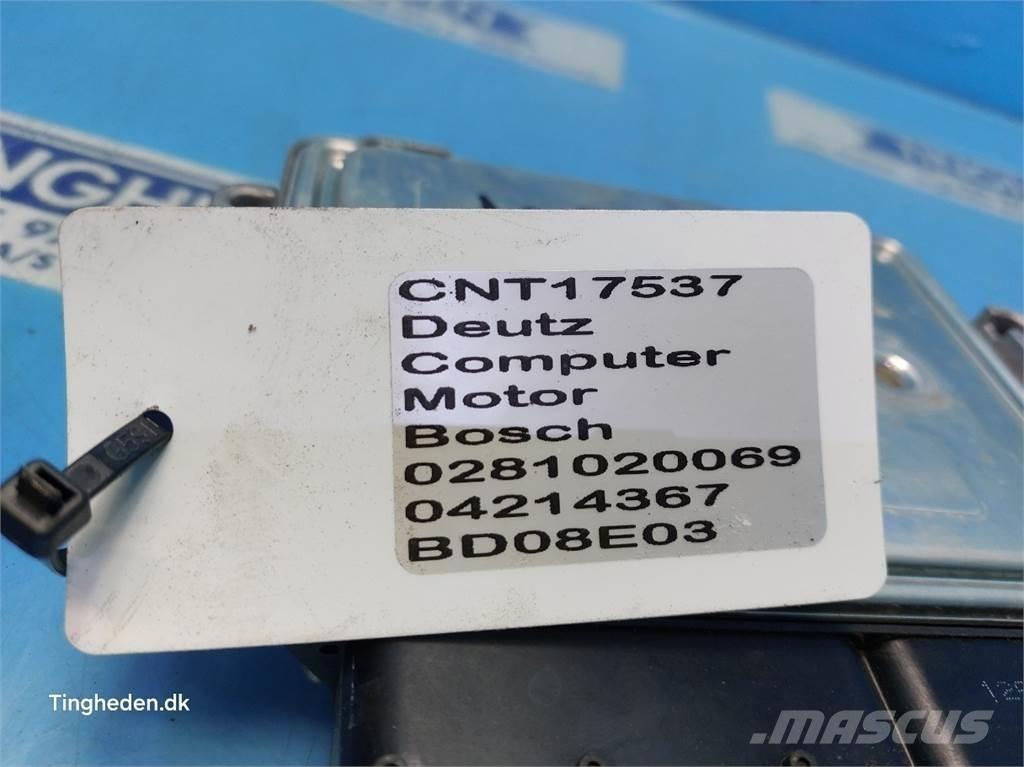 CNT17537
Deutz
Computer
Motor
Bosch
0281020069
04214367
BD08E03
A/S
Tingheden.dk
MASCUS